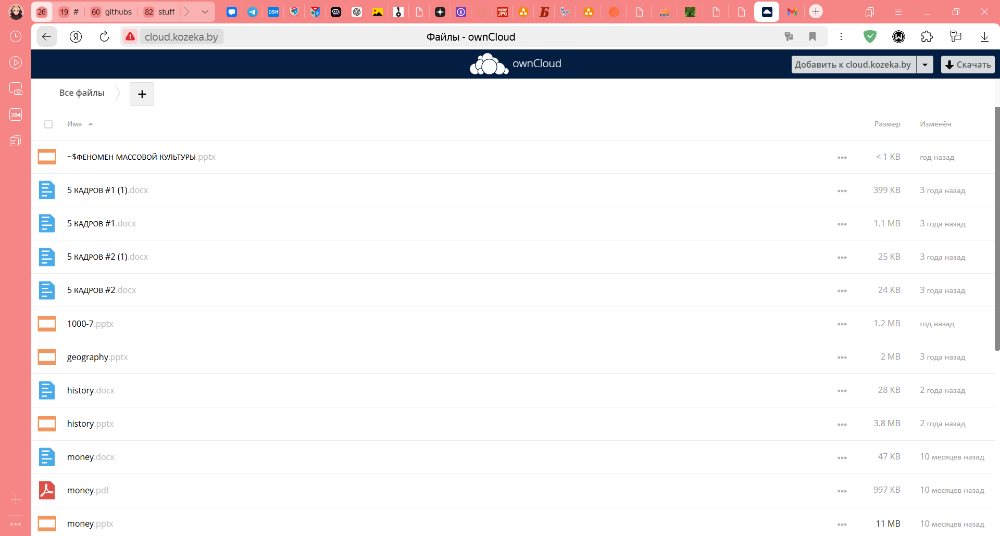 26 19 # 60 githubs 82 stuff
cloud.kozeka.by Файлы - ownCloud
204
ownCloud Добавить к cloud.kozeka.by Скачать
Все файлы +
Имя Размер Изменён
~$ФЕНОМЕН МАССОВОЙ КУЛЬТУРЫ.pptx < 1 KB год назад
5 КАДРОВ #1 (1).docx 399 KB 3 года назад
5 КАДРОВ #1.docx 1.1 MB 3 года назад
5 КАДРОВ #2 (1).docx 25 KB 3 года назад
5 КАДРОВ #2.docx 24 KB 3 года назад
1000-7.pptx 1.2 MB год назад
geography.pptx 2 MB 3 года назад
history.docx 28 KB 2 года назад
history.pptx 3.8 MB 2 года назад
money.docx 47 KB 10 месяцев назад
money.pdf 997 KB 10 месяцев назад
money.pptx 11 MB 10 месяцев назад